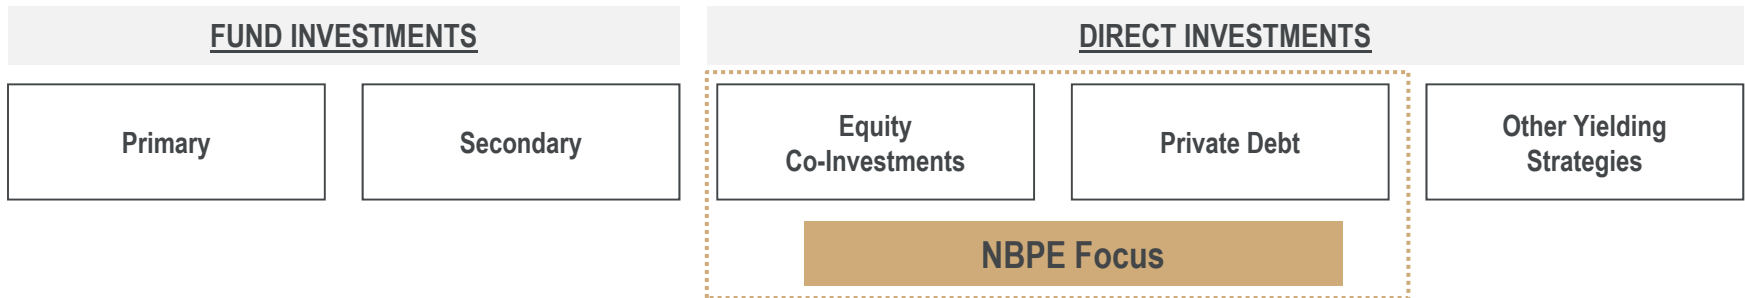 FUND INVESTMENTS
DIRECT INVESTMENTS
Primary
Secondary
Equity
Co-Investments
Private Debt
Other Yielding
Strategies
NBPE Focus